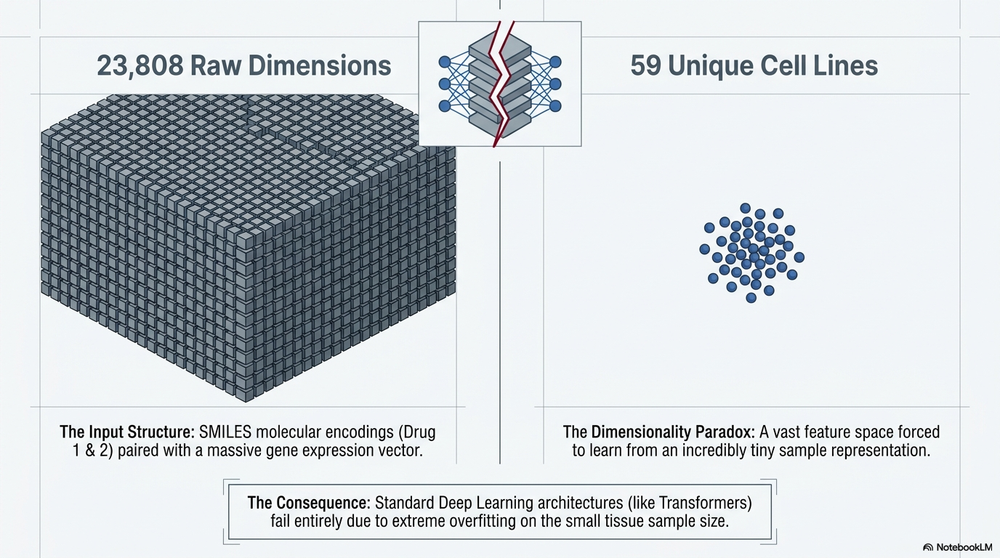 23,808 Raw Dimensions
59 Unique Cell Lines
The Input Structure: SMILES molecular encodings (Drug
1 & 2) paired with a massive gene expression vector.
The Dimensionality Paradox: A vast feature space forced
to learn from an incredibly tiny sample representation.
The Consequence: Standard Deep Learning architectures (like Transformers)
fail entirely due to extreme overfitting on the small tissue sample size.
NotebookLM